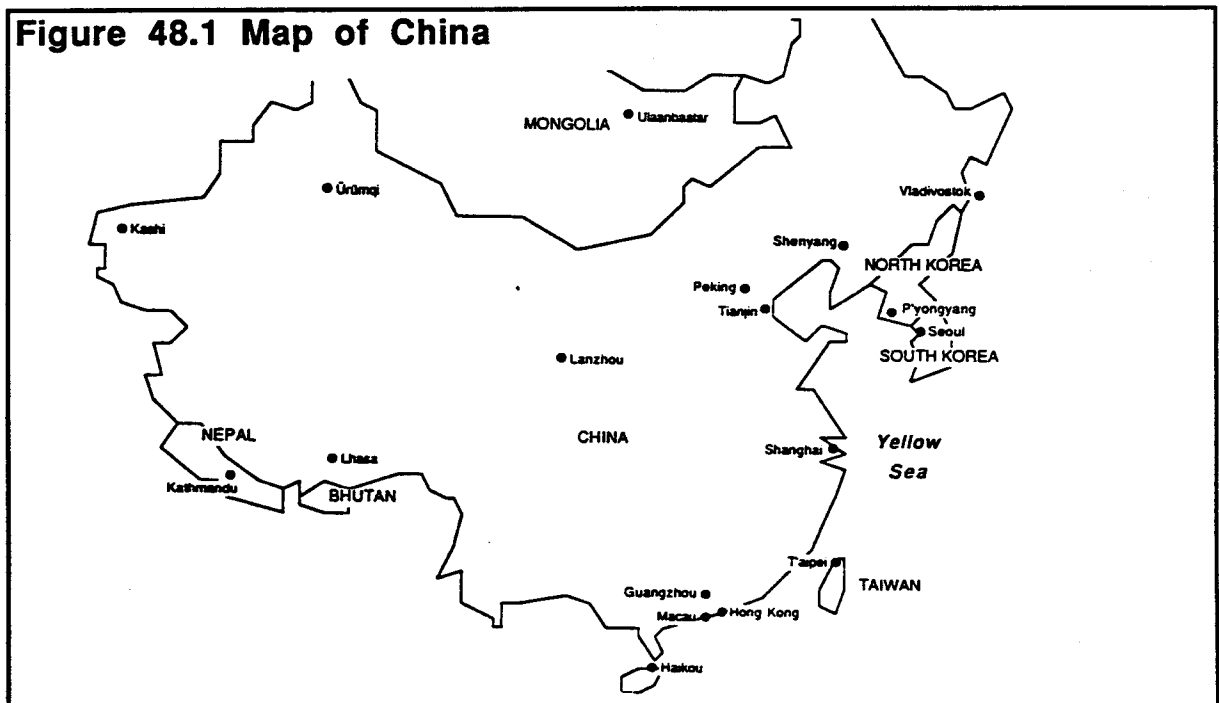 Figure 48.1 Map of China
MONGOLIA
Ulaanbaatar
Ürümqi
Vladivostok
Kashi
Shenyang
NORTH KOREA
Peking
Tianjin
P'yongyang
Seoul
SOUTH KOREA
Lanzhou
NEPAL
CHINA
Yellow
Sea
Shanghai
Lhasa
Kathmandu
BHUTAN
T'aipei
TAIWAN
Guangzhou
Macau
Hong Kong
Haikou